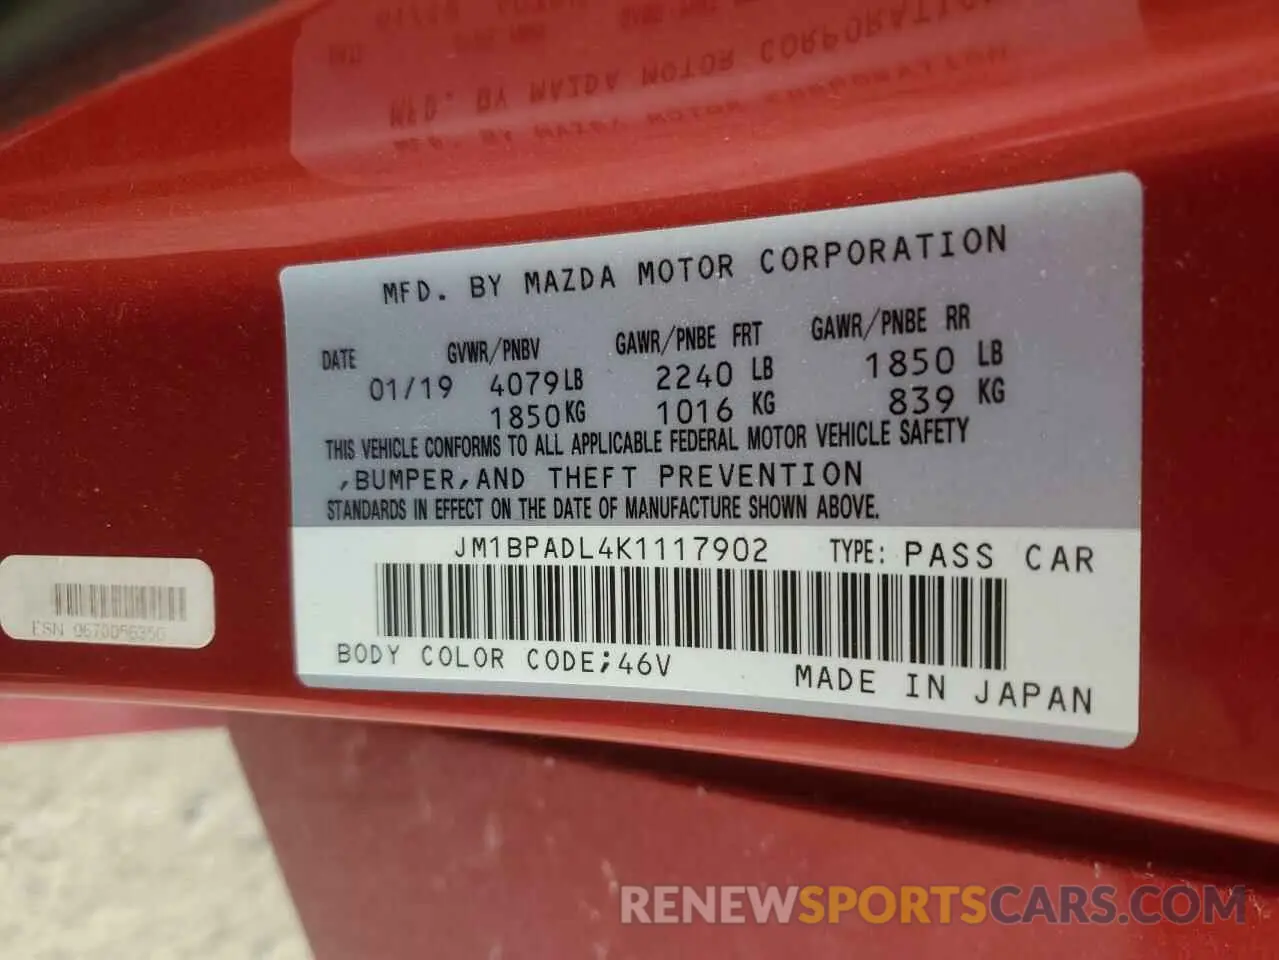 MFD. BY MAZDA MOTOR CORPORATION
DATE GVWR/PNBV GAWR/PNBE FRT GAWR/PNBE RR
01/19 4079LB 2240 LB 1850 LB
1850KG 1016 KG 839 KG
THIS VEHICLE CONFORMS TO ALL APPLICABLE FEDERAL MOTOR VEHICLE SAFETY
,BUMPER,AND THEFT PREVENTION
STANDARDS IN EFFECT ON THE DATE OF MANUFACTURE SHOWN ABOVE.
JM1BPADL4K1117902 TYPE: PASS CAR
BODY COLOR CODE;46V MADE IN JAPAN
ESN
RENEWSPORTSCARS.COM